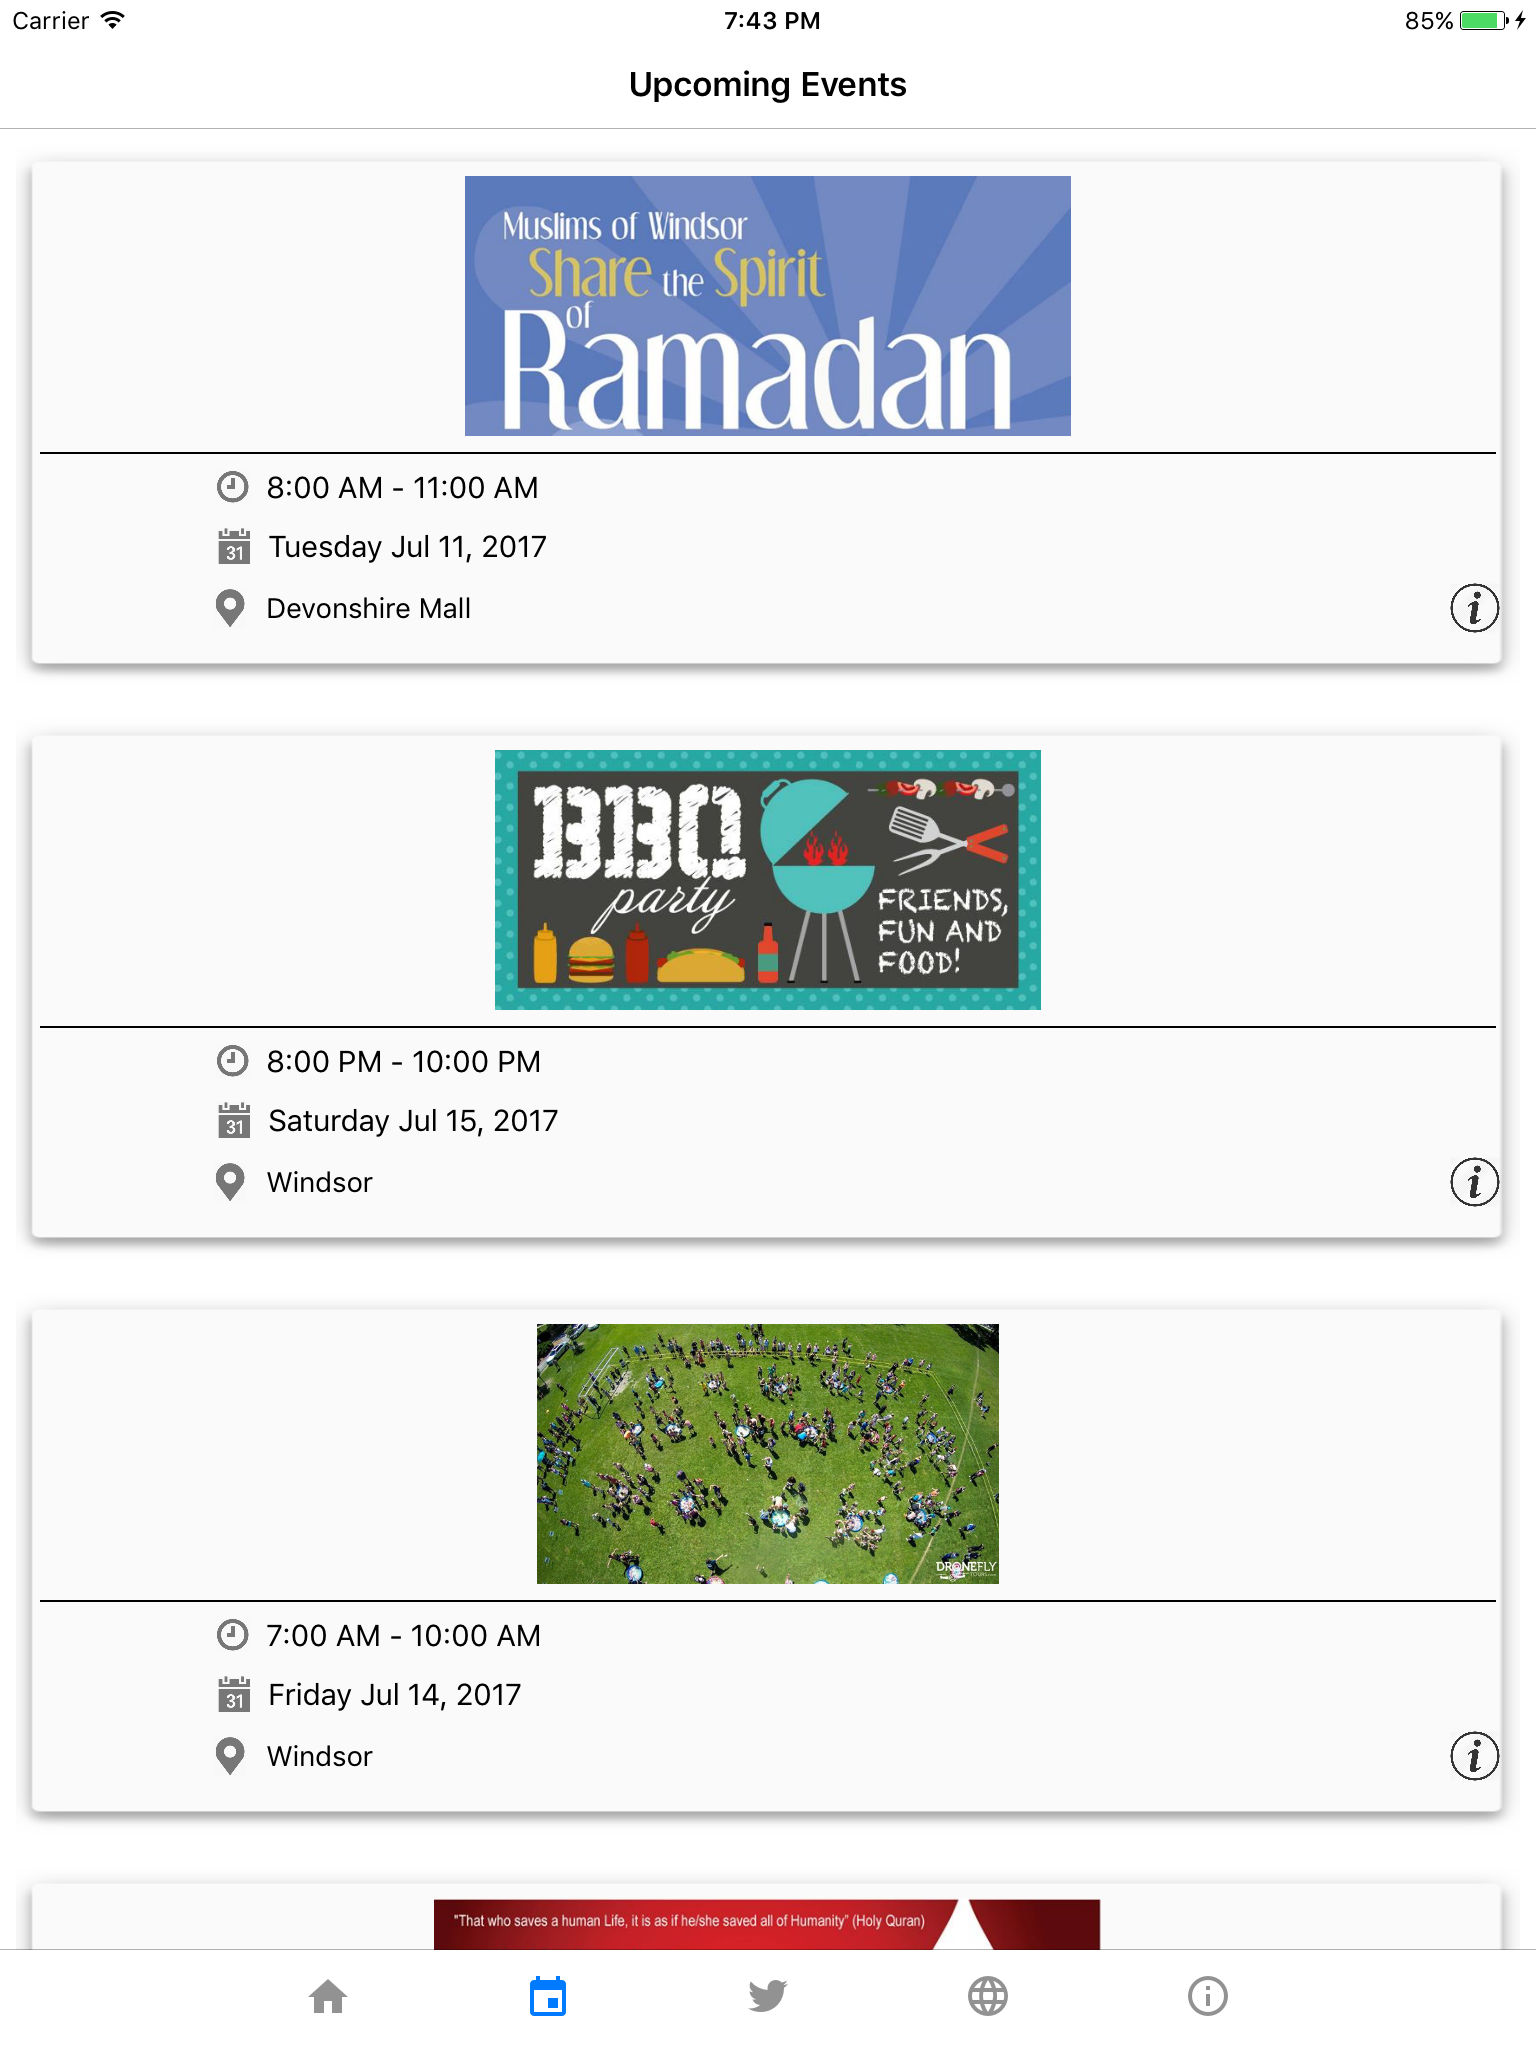 Carrier 7:43 PM 85%
Upcoming Events
Muslims of Windsor
Share the Spirit
of
Ramadan
8:00 AM - 11:00 AM
31 Tuesday Jul 11, 2017
Devonshire Mall i
BBQ
party
FRIENDS,
FUN AND
FOOD!
8:00 PM - 10:00 PM
31 Saturday Jul 15, 2017
Windsor i
DRONEFLY
7:00 AM - 10:00 AM
31 Friday Jul 14, 2017
Windsor i
"That who saves a human Life, it is as if he/she saved all of Humanity" (Holy Quran)